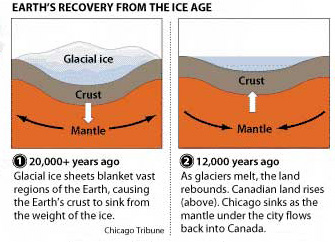 EARTH'S RECOVERY FROM THE ICE AGE
Glacial ice
Crust
Mantle
1 20,000+ years ago
Glacial ice sheets blanket vast
regions of the Earth, causing
the Earth's crust to sink from
the weight of the ice.
Chicago Tribune
Crust
Mantle
2 12,000 years ago
As glaciers melt, the land
rebounds. Canadian land rises
(above). Chicago sinks as the
mantle under the city flows
back into Canada.